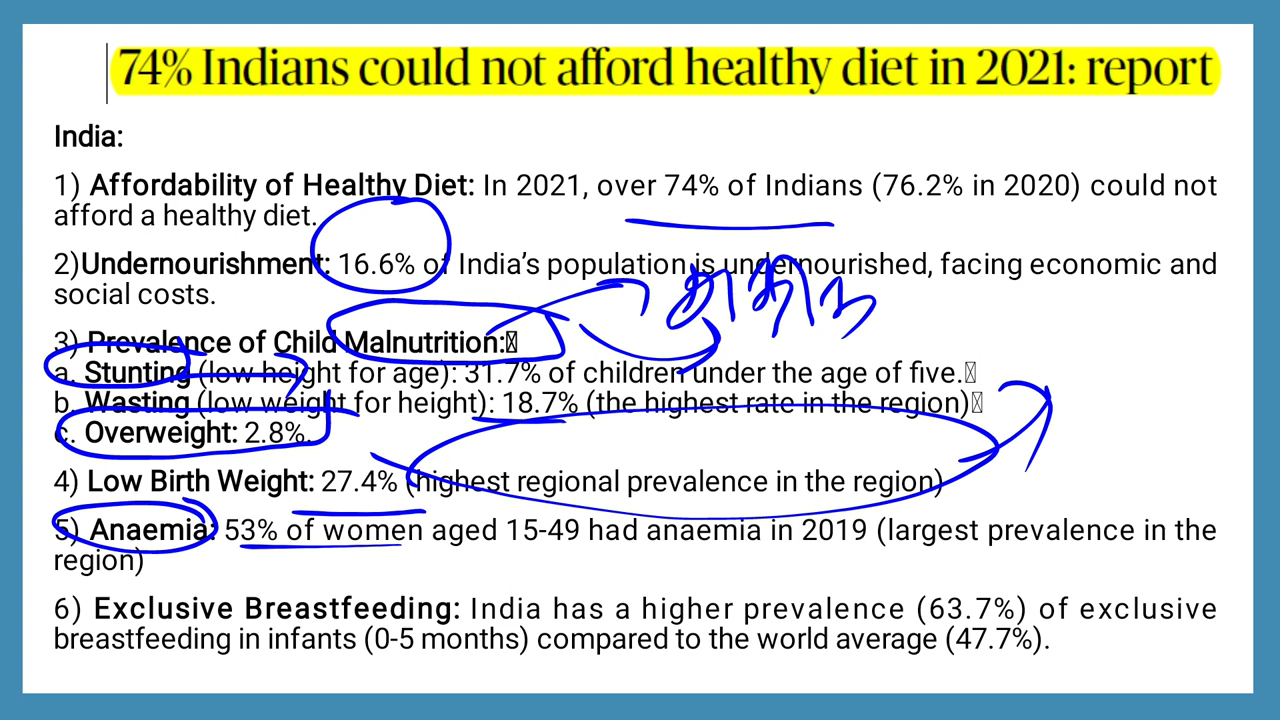 74% Indians could not afford healthy diet in 2021: report
India:
1) Affordability of Healthy Diet: In 2021, over 74% of Indians (76.2% in 2020) could not
afford a healthy diet.
2)Undernourishment: 16.6% of India's population is undernourished, facing economic and
social costs.
3) Prevalence of Child Malnutrition:
a. Stunting (low height for age): 31.7% of children under the age of five.
b. Wasting (low weight for height): 18.7% (the highest rate in the region)
c. Overweight: 2.8%.
4) Low Birth Weight: 27.4% (highest regional prevalence in the region)
5) Anaemia: 53% of women aged 15-49 had anaemia in 2019 (largest prevalence in the
region)
6) Exclusive Breastfeeding: India has a higher prevalence (63.7%) of exclusive
breastfeeding in infants (0-5 months) compared to the world average (47.7%).